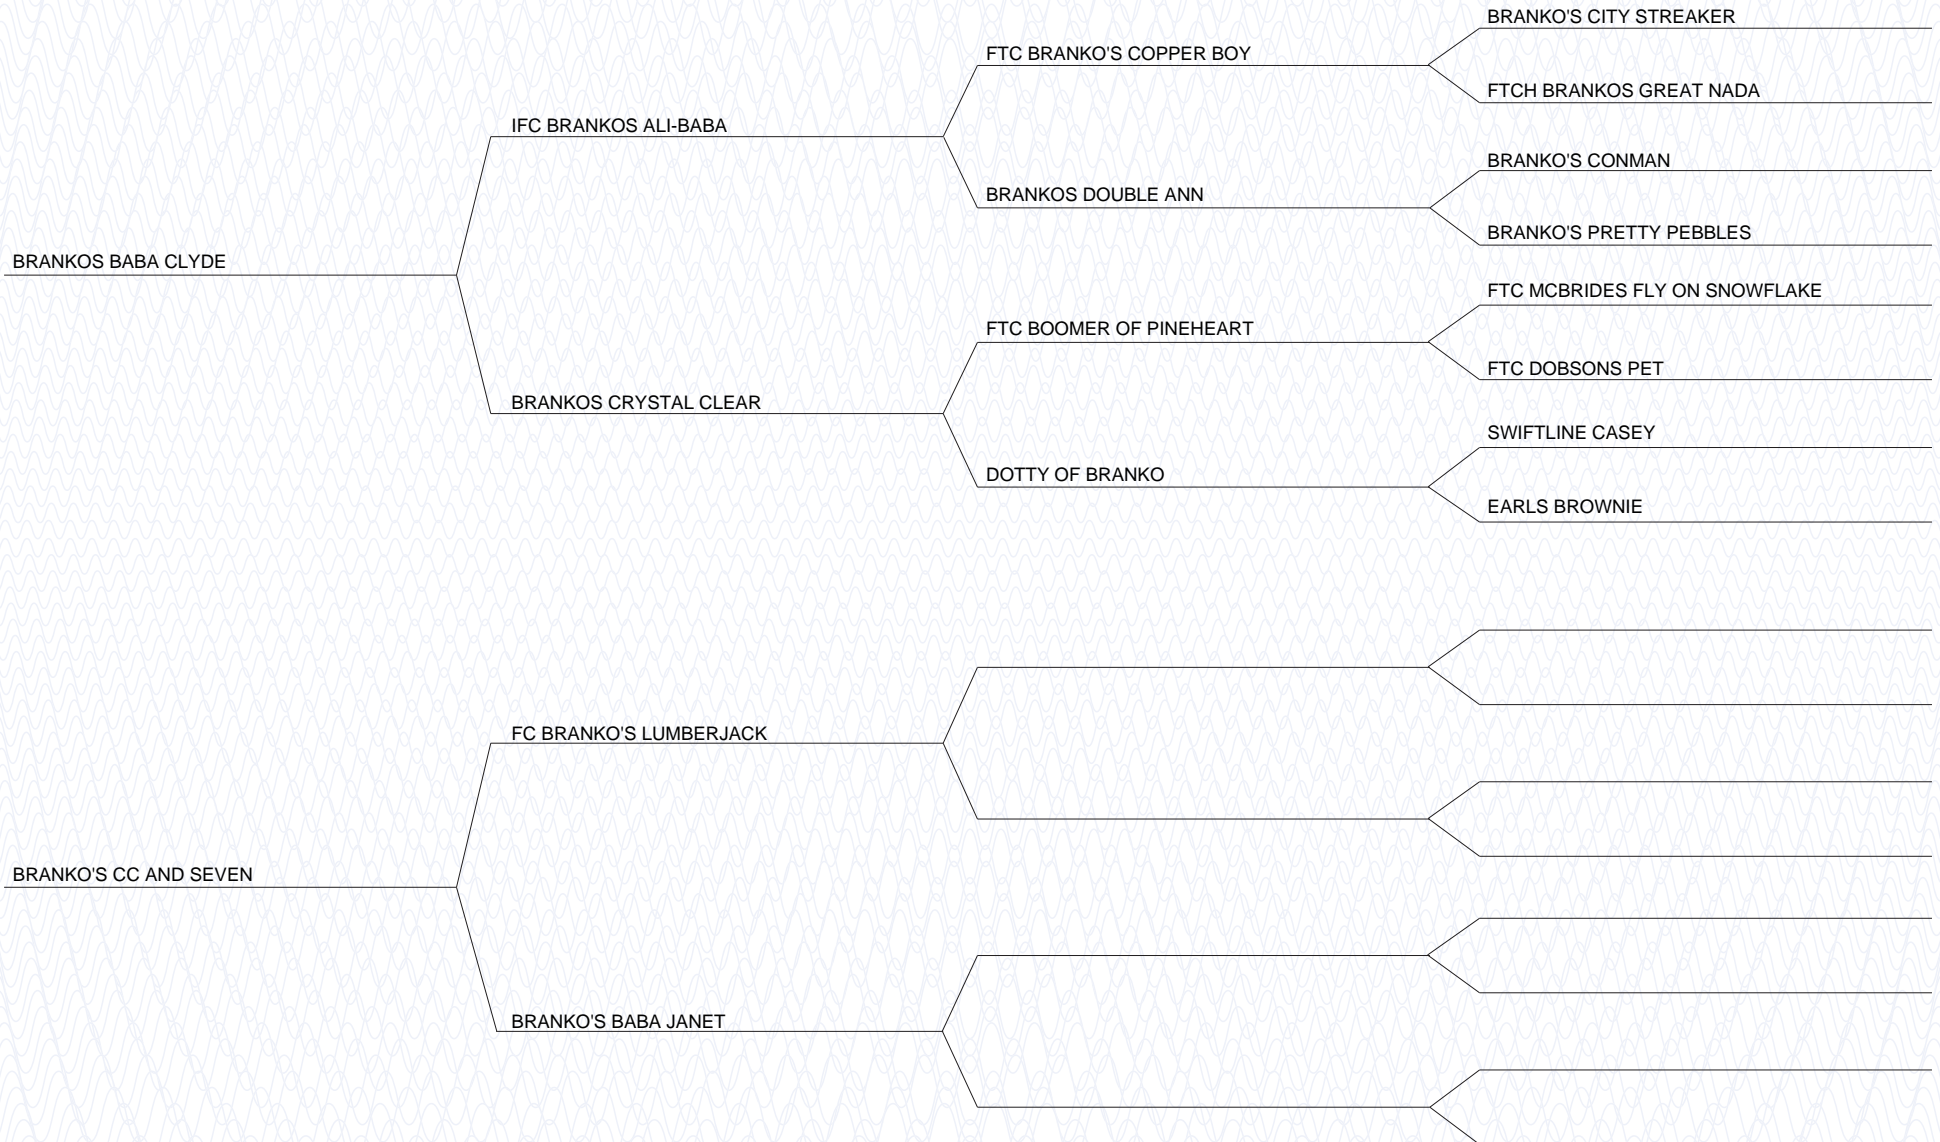 BRANKO'S CITY STREAKER
FTC BRANKO'S COPPER BOY
FTCH BRANKOS GREAT NADA
IFC BRANKOS ALI-BABA
BRANKO'S CONMAN
BRANKOS DOUBLE ANN
BRANKO'S PRETTY PEBBLES
BRANKOS BABA CLYDE
FTC MCBRIDES FLY ON SNOWFLAKE
FTC BOOMER OF PINEHEART
FTC DOBSONS PET
BRANKOS CRYSTAL CLEAR
SWIFTLINE CASEY
DOTTY OF BRANKO
EARLS BROWNIE
FC BRANKO'S LUMBERJACK
BRANKO'S CC AND SEVEN
BRANKO'S BABA JANET